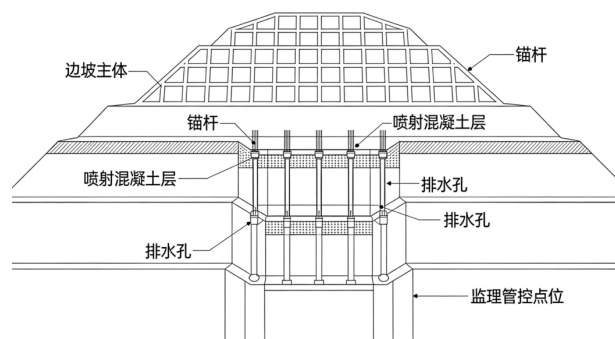 锚杆
边坡主体
锚杆
喷射混凝土层
喷射混凝土层
排水孔
排水孔
排水孔
监理管控点位